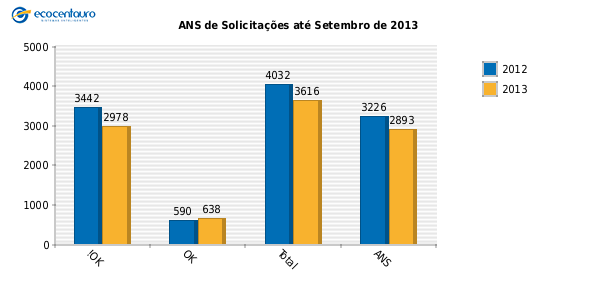 ecocentauro
ANS de Solicitações até Setembro de 2013
5000
4000
3000
2000
1000
0
3442
2978
590
638
4032
3616
3226
2893
!OK
OK
Total
ANS
2012
2013